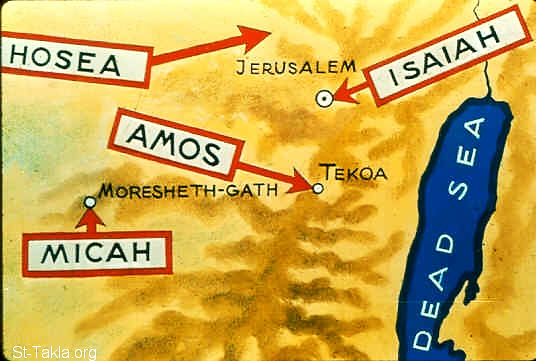 HOSEA
JERUSALEM
ISAIAH
AMOS
TEKOA
MORESHETH-GATH
MICAH
DEAD SEA
St-Takla.org